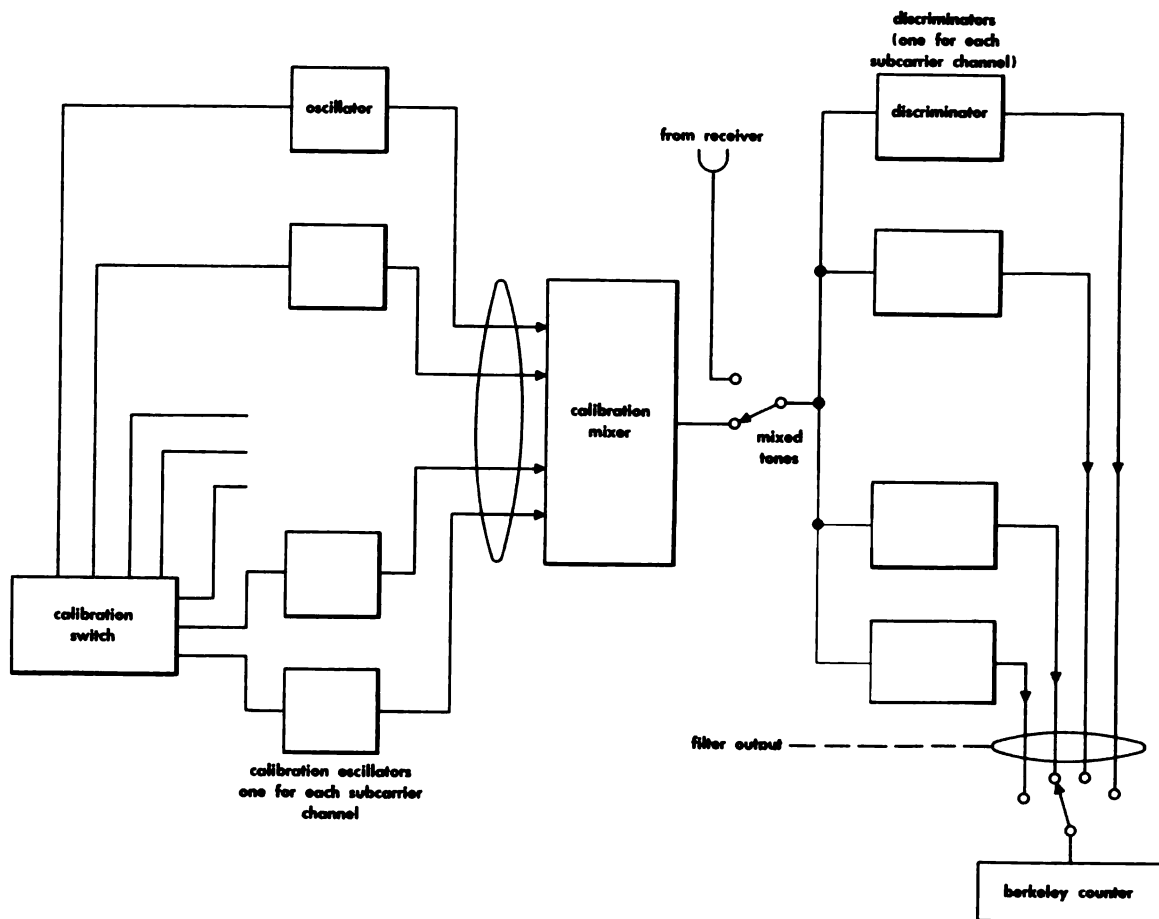 discriminators
(one for each
subcarrier channel)
oscillator
discriminator
from receiver
calibration
mixer
mixed
tones
calibration
switch
filter output
calibration oscillators
one for each subcarrier
channel
berkeley counter